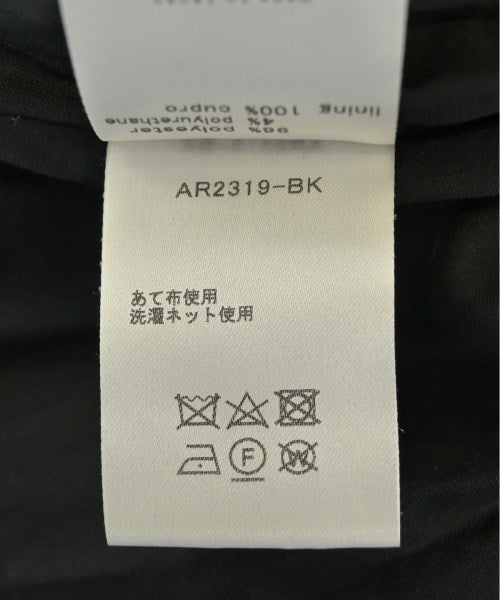 96% polyester
4% polyurethane
lining 100% cupro
AR2319-BK
あて布使用
洗濯ネット使用
F
W